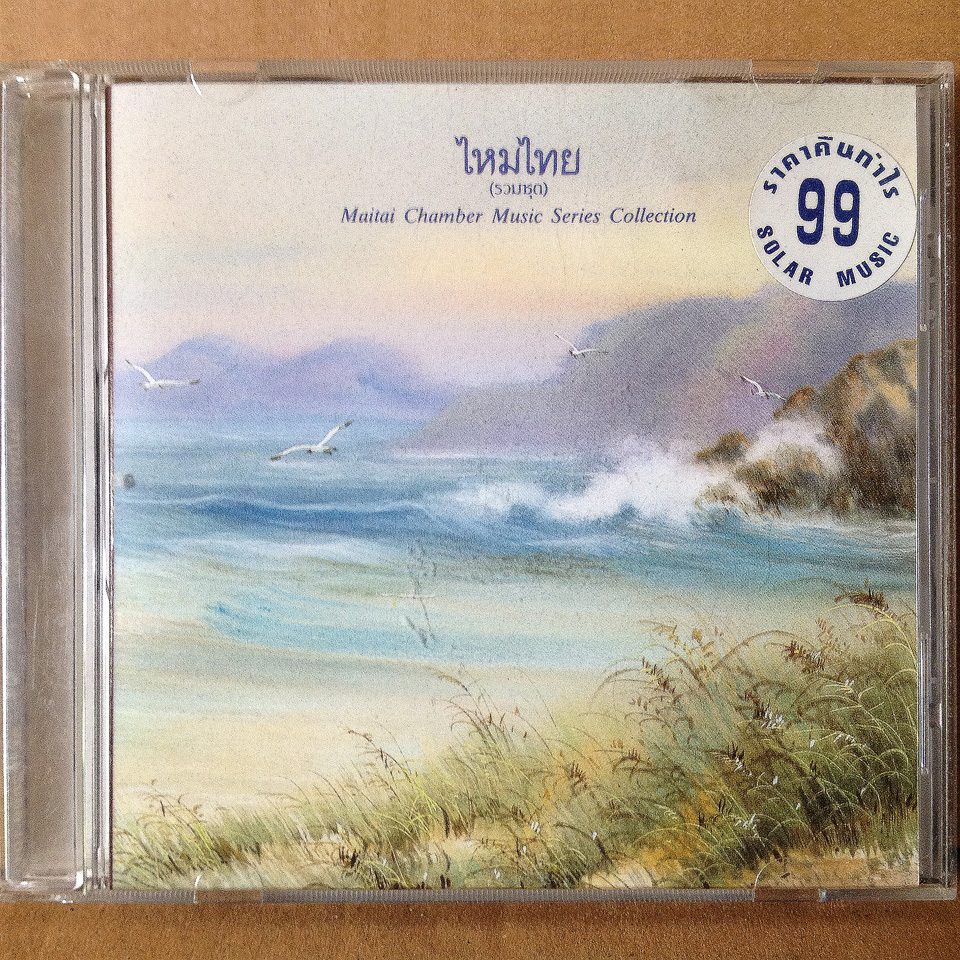 ไหมไทย
(รวมชุด)
Maitai Chamber Music Series Collection
ราคาคืนกำไร
99
SOLAR MUSIC